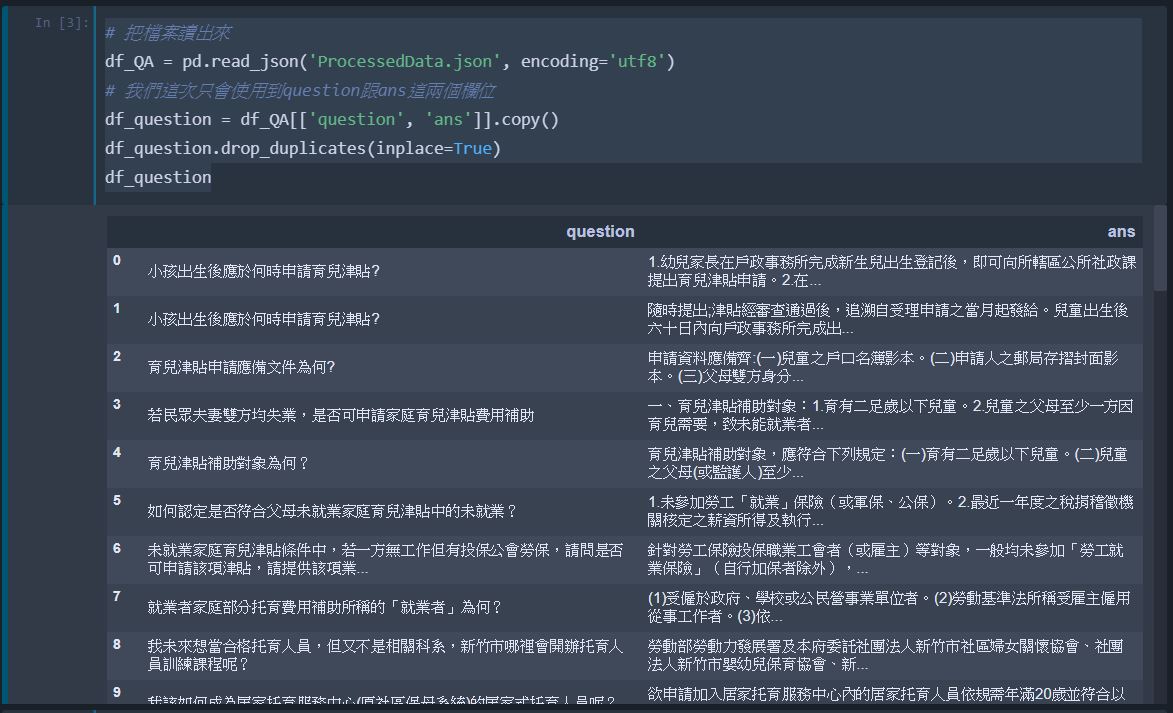 In [3]:
# 把檔案讀出來
df_QA = pd.read_json('ProcessedData.json', encoding='utf8')
# 我們這次只會使用到question跟ans這兩個欄位
df_question = df_QA[['question', 'ans']].copy()
df_question.drop_duplicates(inplace=True)
df_question
question ans
0 小孩出生後應於何時申請育兒津貼? 1.幼兒家長在戶政事務所完成新生兒出生登記後，即可向所轄區公所社政課
提出育兒津貼申請。2.在...
1 小孩出生後應於何時申請育兒津貼? 隨時提出;津貼經審查通過後，追溯自受理申請之當月起發給。兒童出生後
六十日內向戶政事務所完成出...
2 育兒津貼申請應備文件為何? 申請資料應備齊:(一)兒童之戶口名簿影本。(二)申請人之郵局存摺封面影
本。(三)父母雙方身分...
3 若民眾夫妻雙方均失業，是否可申請家庭育兒津貼費用補助 一、育兒津貼補助對象：1.育有二足歲以下兒童。2.兒童之父母至少一方因
育兒需要，致未能就業者...
4 育兒津貼補助對象為何？ 育兒津貼補助對象，應符合下列規定：(一)育有二足歲以下兒童。(二)兒童
之父母(或監護人)至少...
5 如何認定是否符合父母未就業家庭育兒津貼中的未就業？ 1.未參加勞工「就業」保險（或軍保、公保）。2.最近一年度之稅捐稽徵機
關核定之薪資所得及執行...
6 未就業家庭育兒津貼條件中，若一方無工作但有投保公會勞保，請問是否 針對勞工保險投保職業工會者（或雇主）等對象，一般均未參加「勞工就
可申請該項津貼，請提供該項業... 業保險」（自行加保者除外），...
7 就業者家庭部分托育費用補助所稱的「就業者」為何？ (1)受僱於政府、學校或公民營事業單位者。(2)勞動基準法所稱受雇主僱用
從事工作者。(3)依...
8 我未來想當合格托育人員，但又不是相關科系，新竹市哪裡會開辦托育人 勞動部勞動力發展署及本府委託社團法人新竹市社區婦女關懷協會、社團
員訓練課程呢？ 法人新竹市嬰幼兒保育協會、新...
9 我該如何成為居家托育服務中心(原社區保母系統)的居家式托育人員呢？ 欲申請加入居家托育服務中心內的居家托育人員依規需年滿20歲並符合以